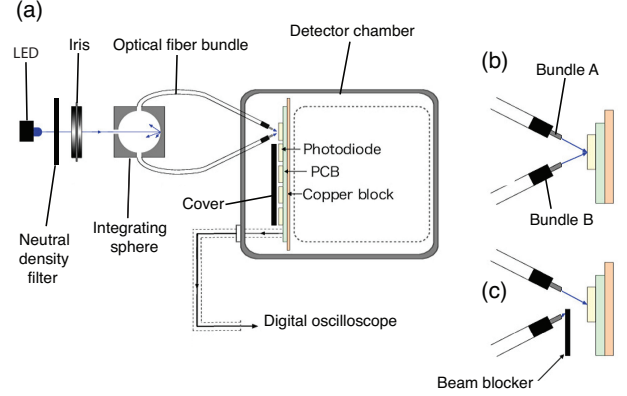 (a)
Iris
Optical fiber bundle
Detector chamber
LED
(b)
Bundle A
Photodiode
PCB
Copper block
Cover
Bundle B
Neutral
density
filter
Integrating
sphere
(c)
Digital oscilloscope
Beam blocker